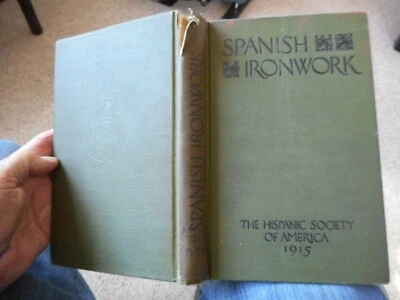 SPANISH IRONWORK
SPANISH
IRONWORK
THE HISPANIC SOCIETY
OF AMERICA
1915